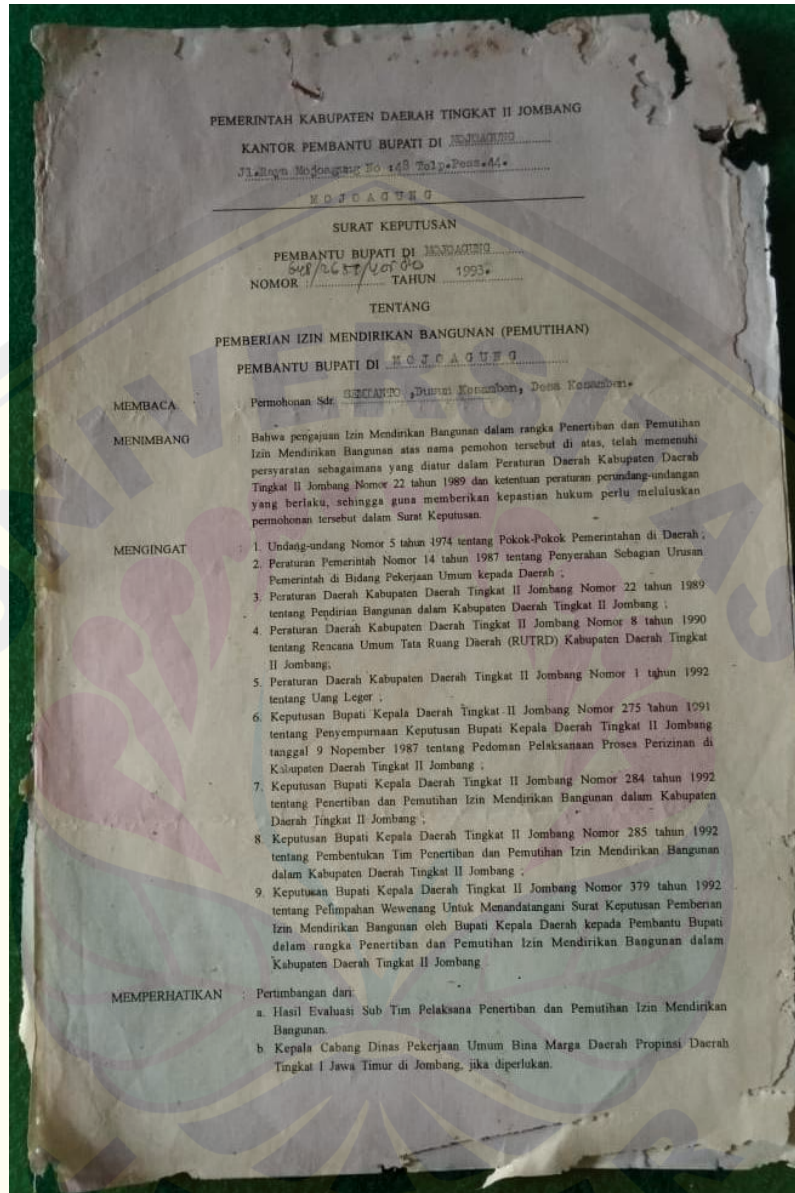 PEMERINTAH KABUPATEN DAERAH TINGKAT II JOMBANG
KANTOR PEMBANTU BUPATI DI MOJOAGUNG
Jl.Raya Mojoagung No :48 Telp.Pes.44.
MOJOAGUNG
SURAT KEPUTUSAN
PEMBANTU BUPATI DI MOJOAGUNG
NOMOR : TAHUN 1993.
TENTANG
PEMBERIAN IZIN MENDIRIKAN BANGUNAN (PEMUTIHAN)
PEMBANTU BUPATI DI MOJOAGUNG
MEMBACA : Permohonan Sdr. ,Dusun Kesamben, Desa Kesamben.
MENIMBANG : Bahwa pengajuan Izin Mendirikan Bangunan dalam rangka Penertiban dan Pemutihan
Izin Mendirikan Bangunan atas nama pemohon tersebut di atas, telah memenuhi
persyaratan sebagaimana yang diatur dalam Peraturan Daerah Kabupaten Daerah
Tingkat II Jombang Nomor 22 tahun 1989 dan ketentuan peraturan perundang-undangan
yang berlaku, sehingga guna memberikan kepastian hukum perlu meluluskan
permohonan tersebut dalam Surat Keputusan.
MENGINGAT : 1. Undang-undang Nomor 5 tahun 1974 tentang Pokok-Pokok Pemerintahan di Daerah ;
2. Peraturan Pemerintah Nomor 14 tahun 1987 tentang Penyerahan Sebagian Urusan
Pemerintah di Bidang Pekerjaan Umum kepada Daerah ;
3. Peraturan Daerah Kabupaten Daerah Tingkat II Jombang Nomor 22 tahun 1989
tentang Pendirian Bangunan dalam Kabupaten Daerah Tingkat II Jombang ;
4. Peraturan Daerah Kabupaten Daerah Tingkat II Jombang Nomor 8 tahun 1990
tentang Rencana Umum Tata Ruang Daerah (RUTRD) Kabupaten Daerah Tingkat
II Jombang;
5. Peraturan Daerah Kabupaten Daerah Tingkat II Jombang Nomor 1 tahun 1992
tentang Uang Leger ;
6. Keputusan Bupati Kepala Daerah Tingkat II Jombang Nomor 275 tahun 1991
tentang Penyempurnaan Keputusan Bupati Kepala Daerah Tingkat II Jombang
tanggal 9 Nopember 1987 tentang Pedoman Pelaksanaan Proses Perizinan di
Kabupaten Daerah Tingkat II Jombang ;
7. Keputusan Bupati Kepala Daerah Tingkat II Jombang Nomor 284 tahun 1992
tentang Penertiban dan Pemutihan Izin Mendirikan Bangunan dalam Kabupaten
Daerah Tingkat II Jombang ;
8. Keputusan Bupati Kepala Daerah Tingkat II Jombang Nomor 285 tahun 1992
tentang Pembentukan Tim Penertiban dan Pemutihan Izin Mendirikan Bangunan
dalam Kabupaten Daerah Tingkat II Jombang ;
9. Keputusan Bupati Kepala Daerah Tingkat II Jombang Nomor 379 tahun 1992
tentang Pelimpahan Wewenang Untuk Menandatangani Surat Keputusan Pemberian
Izin Mendirikan Bangunan oleh Bupati Kepala Daerah kepada Pembantu Bupati
dalam rangka Penertiban dan Pemutihan Izin Mendirikan Bangunan dalam
Kabupaten Daerah Tingkat II Jombang
MEMPERHATIKAN : Pertimbangan dari:
a. Hasil Evaluasi Sub Tim Pelaksana Penertiban dan Pemutihan Izin Mendirikan
Bangunan.
b. Kepala Cabang Dinas Pekerjaan Umum Bina Marga Daerah Propinsi Daerah
Tingkat I Jawa Timur di Jombang, jika diperlukan.